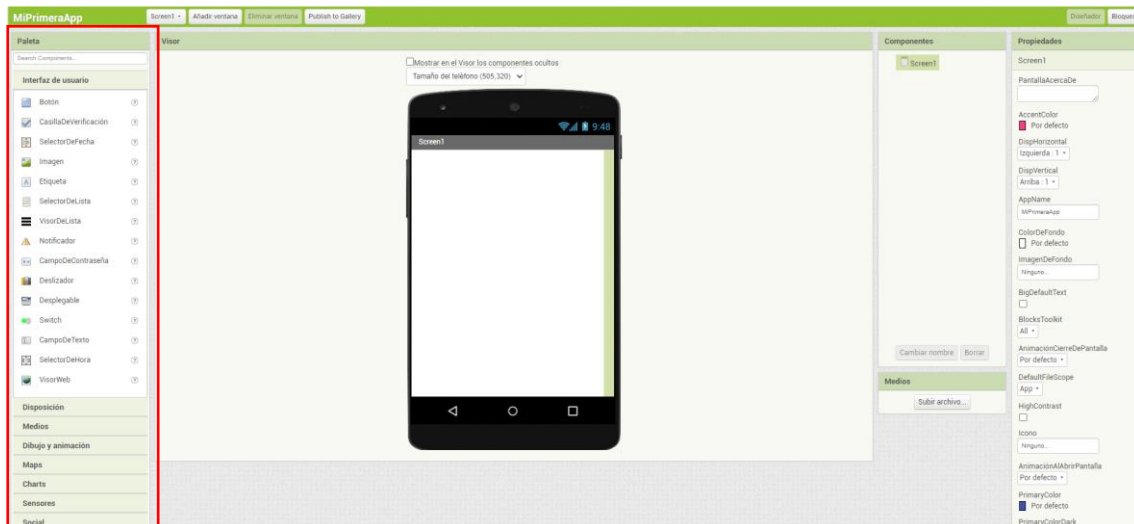 MiPrimeraApp
Screen1
Añadir ventana
Eliminar ventana
Publish to Gallery
Diseñador
Bloques
Paleta
Search Components...
Interfaz de usuario
Botón
CasillaDeVerificación
SelectorDeFecha
Imagen
Etiqueta
SelectorDeLista
VisorDeLista
Notificador
CampoDeContraseña
Deslizador
Desplegable
Switch
CampoDeTexto
SelectorDeHora
VisorWeb
Disposición
Medios
Dibujo y animación
Maps
Charts
Sensores
Social
Visor
Mostrar en el Visor los componentes ocultos
Tamaño del teléfono (505,320)
9:48
Screen1
Componentes
Screen1
Cambiar nombre
Borrar
Medios
Subir archivo...
Propiedades
Screen1
PantallaAcercaDe
AccentColor
Por defecto
DispHorizontal
Izquierda : 1
DispVertical
Arriba : 1
AppName
MiPrimeraApp
ColorDeFondo
Por defecto
ImagenDeFondo
Ninguno...
BigDefaultText
BlocksToolkit
All
AnimaciónCierreDePantalla
Por defecto
DefaultFileScope
App
HighContrast
Icono
Ninguno...
AnimaciónAlAbrirPantalla
Por defecto
PrimaryColor
Por defecto
PrimaryColorDark